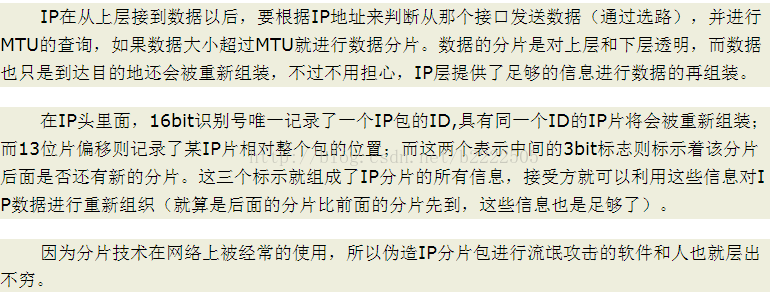 IP在从上层接到数据以后，要根据IP地址来判断从那个接口发送数据（通过选路），并进行
MTU的查询，如果数据大小超过MTU就进行数据分片。数据的分片是对上层和下层透明，而数据
也只是到达目的地还会被重新组装，不过不用担心，IP层提供了足够的信息进行数据的再组装。
在IP头里面，16bit识别号唯一记录了一个IP包的ID,具有同一个ID的IP片将会被重新组装；
而13位片偏移则记录了某IP片相对整个包的位置；而这两个表示中间的3bit标志则标示着该分片
后面是否还有新的分片。这三个标示就组成了IP分片的所有信息，接受方就可以利用这些信息对I
P数据进行重新组织（就算是后面的分片比前面的分片先到，这些信息也是足够了）。
因为分片技术在网络上被经常的使用，所以伪造IP分片包进行流氓攻击的软件和人也就层出
不穷。